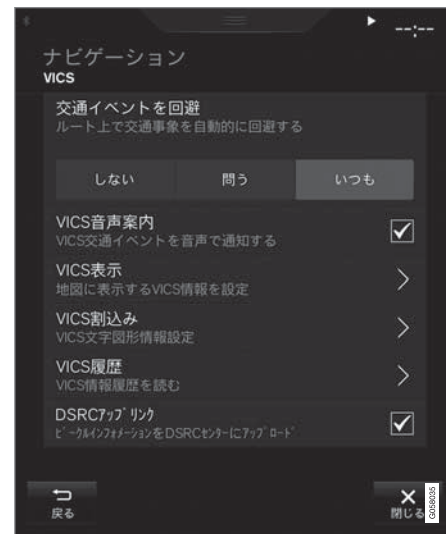 --:--
ナビゲーション
VICS
交通イベントを回避
ルート上で交通事象を自動的に回避する
しない
問う
いつも
VICS音声案内
VICS交通イベントを音声で通知する
VICS表示
地図に表示するVICS情報を設定
VICS割込み
VICS文字図形情報設定
VICS履歴
VICS情報履歴を読む
DSRCｱｯﾌﾟﾘﾝｸ
ﾋﾞｰｸﾙｲﾝﾌｫﾒｰｼｮﾝをDSRCｾﾝﾀｰにｱｯﾌﾟﾛｰﾄﾞ
戻る
閉じる
G058035